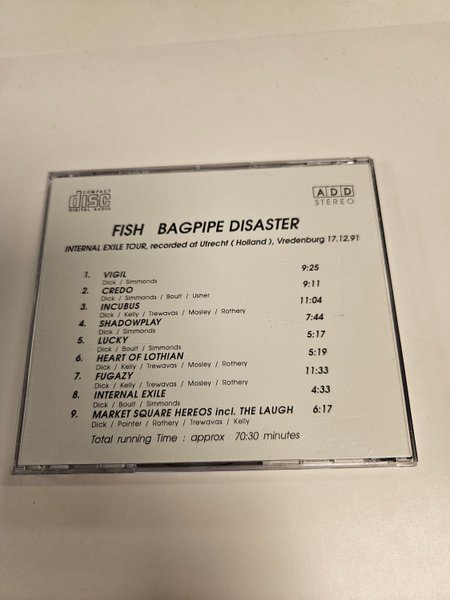 COMPACT
disc
DIGITAL AUDIO
ADD
STEREO
FISH BAGPIPE DISASTER
INTERNAL EXILE TOUR, recorded at Utrecht ( Holland ), Vredenburg 17.12.91
1. VIGIL 9:25
Dick / Simmonds
2. CREDO 9:11
Dick / Simmonds / Boult / Usher
3. INCUBUS 11:04
Dick / Kelly / Trewavas / Mosley / Rothery
4. SHADOWPLAY 7:44
Dick / Simmonds
5. LUCKY 5:17
Dick / Boult / Simmonds
6. HEART OF LOTHIAN 5:19
Dick / Kelly / Trewavas / Mosley / Rothery
7. FUGAZY 11:33
Dick / Kelly / Trewavas / Mosley / Rothery
8. INTERNAL EXILE 4:33
Dick / Boult / Simmonds
9. MARKET SQUARE HEREOS incl. THE LAUGH 6:17
Dick / Painter / Rothery / Trewavas / Kelly
Total running Time : approx 70:30 minutes